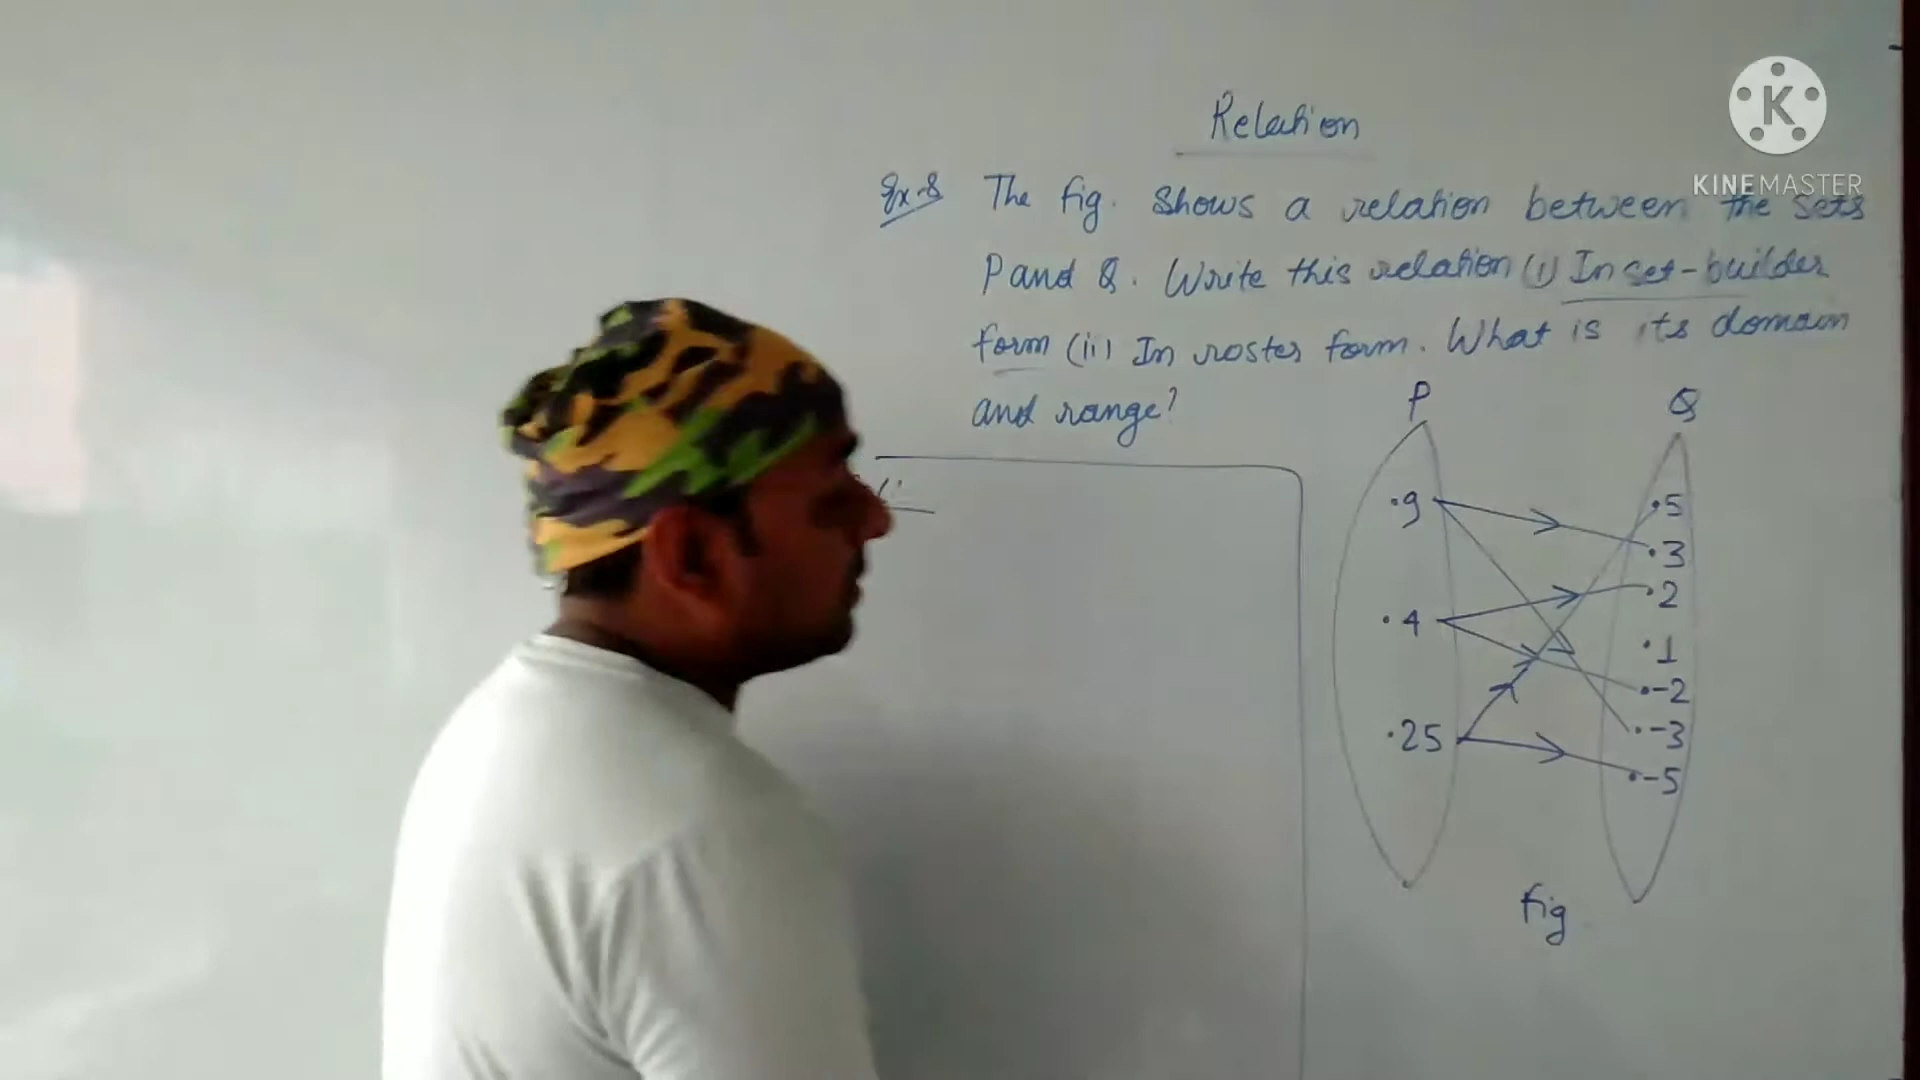 Relation
K
KINEMASTER
Ex-8 The fig. shows a relation between the sets
P and Q. Write this relation (i) In set-builder
form (ii) In roster form. What is its domain
and range?
P Q
.9 .5
.3
.2
.4
.1
.-2
.25 .-3
.-5
fig